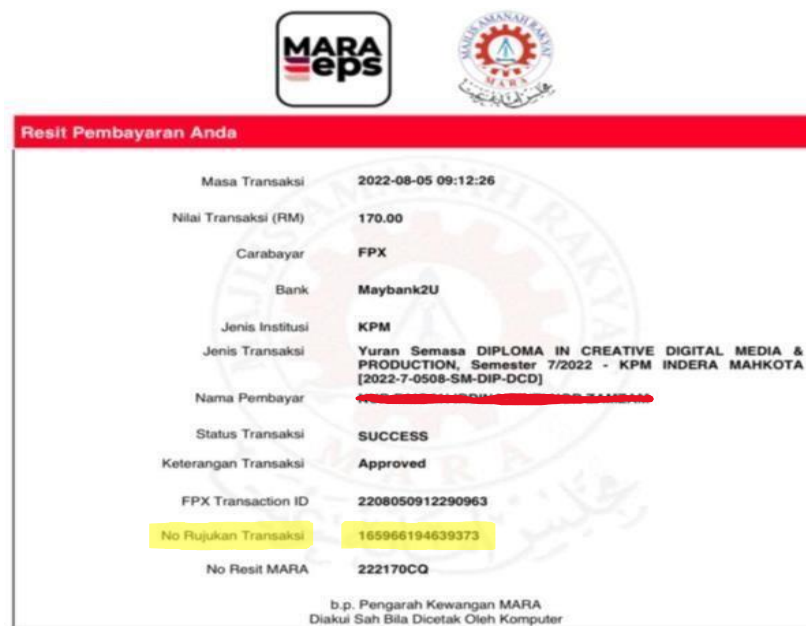 MARA
eps
MAJLIS AMANAH RAKYAT
MARA
Resit Pembayaran Anda
Masa Transaksi 2022-08-05 09:12:26
Nilai Transaksi (RM) 170.00
Carabayar FPX
Bank Maybank2U
Jenis Institusi KPM
Jenis Transaksi Yuran Semasa DIPLOMA IN CREATIVE DIGITAL MEDIA &
PRODUCTION, Semester 7/2022 - KPM INDERA MAHKOTA
[2022-7-0508-SM-DIP-DCD]
Nama Pembayar
Status Transaksi SUCCESS
Keterangan Transaksi Approved
FPX Transaction ID 2208050912290963
No Rujukan Transaksi 165966194639373
No Resit MARA 222170CQ
b.p. Pengarah Kewangan MARA
Diakui Sah Bila Dicetak Oleh Komputer